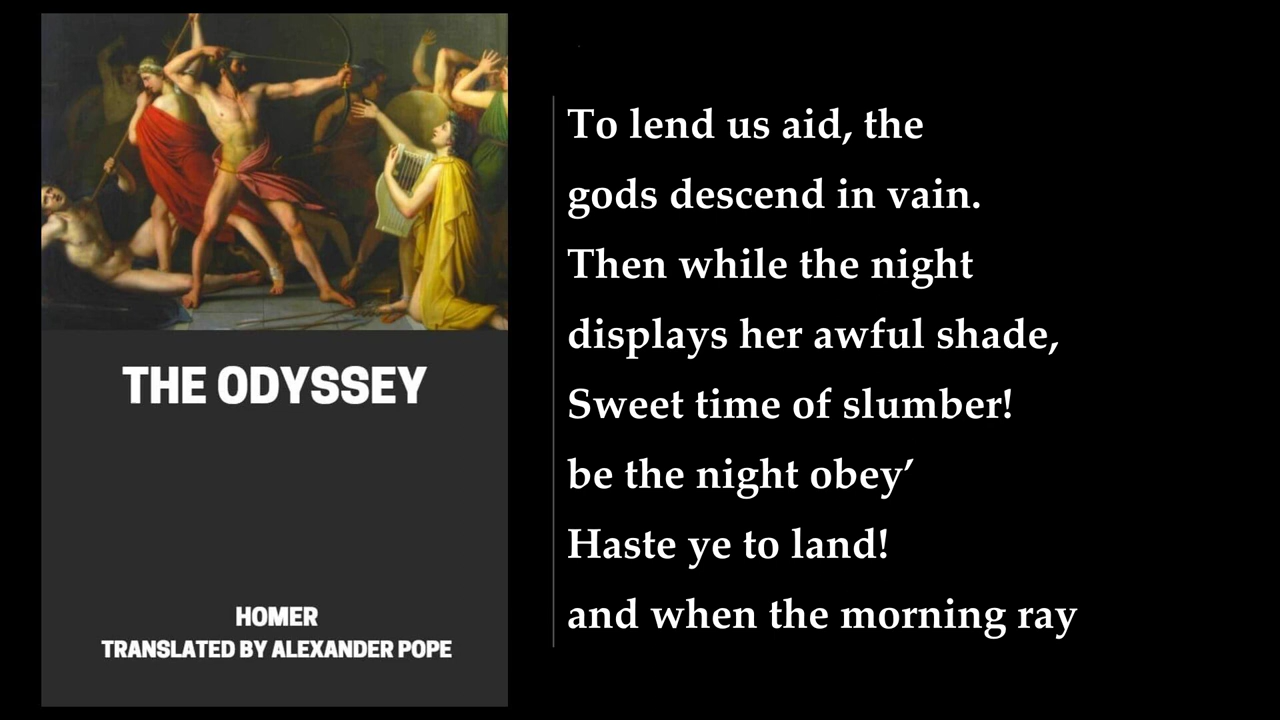 THE ODYSSEY
HOMER
TRANSLATED BY ALEXANDER POPE
To lend us aid, the
gods descend in vain.
Then while the night
displays her awful shade,
Sweet time of slumber!
be the night obey’
Haste ye to land!
and when the morning ray